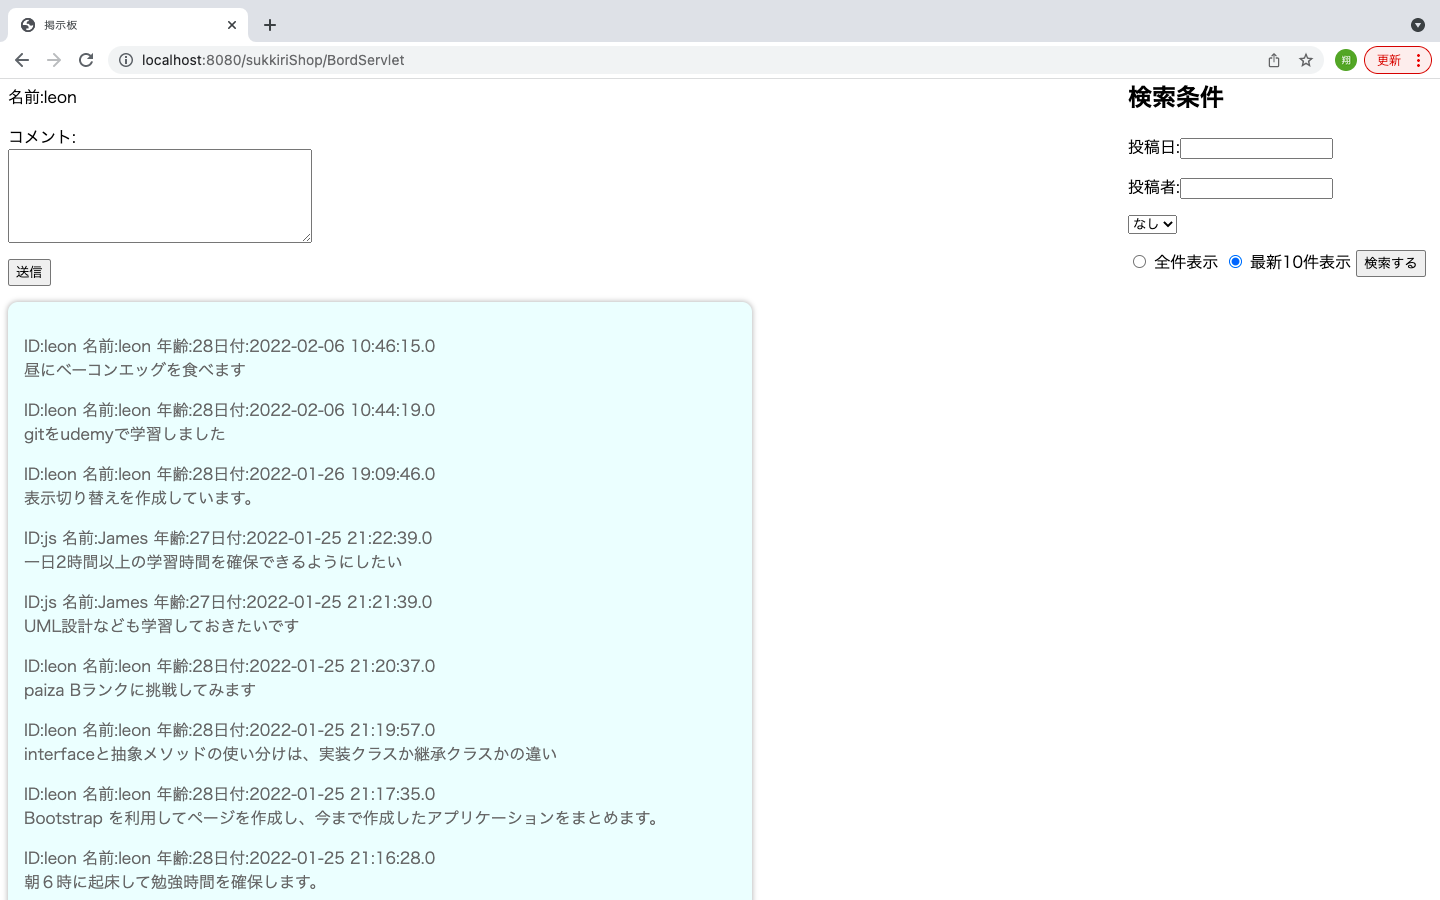 掲示板
localhost:8080/sukkiriShop/BordServlet
翔
更新
名前:leon
コメント:
送信
検索条件
投稿日:
投稿者:
なし
全件表示 最新10件表示 検索する
ID:leon 名前:leon 年齢:28日付:2022-02-06 10:46:15.0
昼にベーコンエッグを食べます
ID:leon 名前:leon 年齢:28日付:2022-02-06 10:44:19.0
gitをudemyで学習しました
ID:leon 名前:leon 年齢:28日付:2022-01-26 19:09:46.0
表示切り替えを作成しています。
ID:js 名前:James 年齢:27日付:2022-01-25 21:22:39.0
一日2時間以上の学習時間を確保できるようにしたい
ID:js 名前:James 年齢:27日付:2022-01-25 21:21:39.0
UML設計なども学習しておきたいです
ID:leon 名前:leon 年齢:28日付:2022-01-25 21:20:37.0
paiza Bランクに挑戦してみます
ID:leon 名前:leon 年齢:28日付:2022-01-25 21:19:57.0
interfaceと抽象メソッドの使い分けは、実装クラスか継承クラスかの違い
ID:leon 名前:leon 年齢:28日付:2022-01-25 21:17:35.0
Bootstrap を利用してページを作成し、今まで作成したアプリケーションをまとめます。
ID:leon 名前:leon 年齢:28日付:2022-01-25 21:16:28.0
朝６時に起床して勉強時間を確保します。